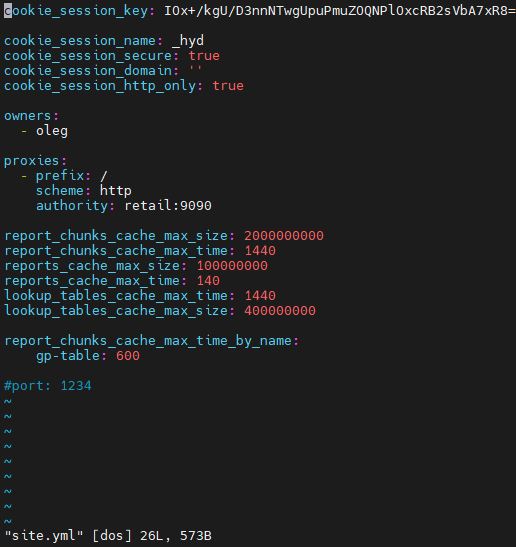 cookie_session_key: IOx+/kgU/D3nnNTwgUpuPmuZOQNPlOxcRB2sVbA7xR8=
cookie_session_name: _hyd
cookie_session_secure: true
cookie_session_domain: ''
cookie_session_http_only: true
owners:
  - oleg
proxies:
  - prefix: /
    scheme: http
    authority: retail:9090
report_chunks_cache_max_size: 2000000000
report_chunks_cache_max_time: 1440
reports_cache_max_size: 100000000
reports_cache_max_time: 140
lookup_tables_cache_max_time: 1440
lookup_tables_cache_max_size: 400000000
report_chunks_cache_max_time_by_name:
    gp-table: 600
#port: 1234
~
~
~
~
~
~
~
~
~
"site.yml" [dos] 26L, 573B